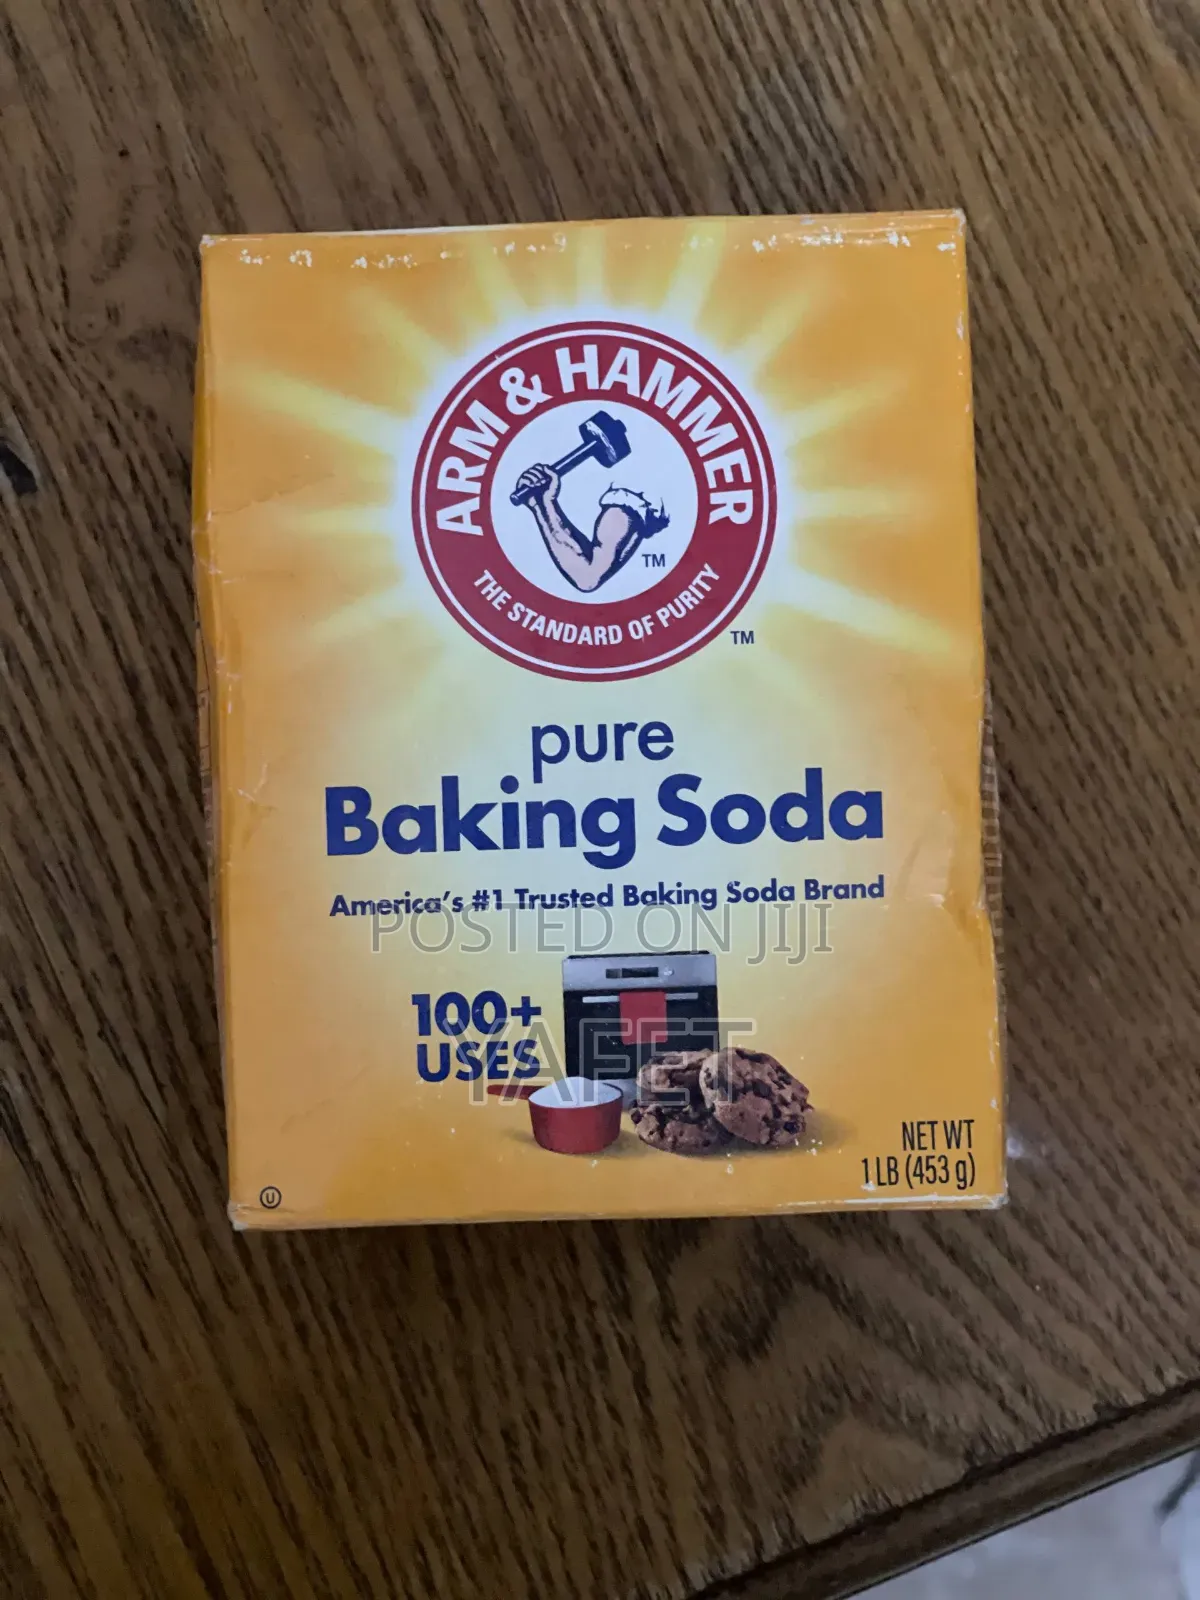 ARM & HAMMER
THE STANDARD OF PURITY
TM
TM
pure
Baking Soda
America's #1 Trusted Baking Soda Brand
POSTED ON JIJI
100+
USES
YAFET
NET WT
1 LB (453 g)
U